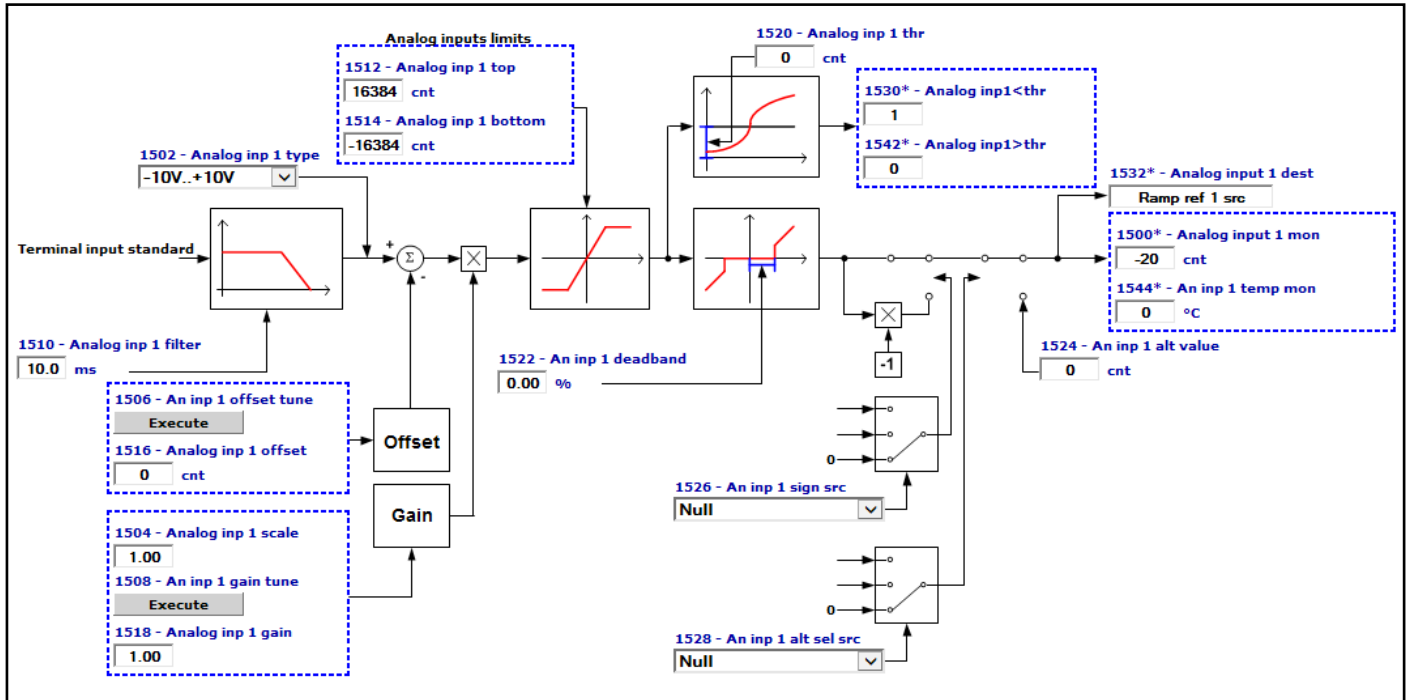 Analog inputs limits
1512 - Analog inp 1 top
16384 cnt
1514 - Analog inp 1 bottom
-16384 cnt
1520 - Analog inp 1 thr
0 cnt
1530* - Analog inp1<thr
1
1542* - Analog inp1>thr
0
1502 - Analog inp 1 type
-10V..+10V
1532* - Analog input 1 dest
Ramp ref 1 src
Terminal input standard
+
Σ
-
×
1500* - Analog input 1 mon
-20 cnt
1544* - An inp 1 temp mon
0 °C
×
-1
1510 - Analog inp 1 filter
10.0 ms
1522 - An inp 1 deadband
0.00 %
1524 - An inp 1 alt value
0 cnt
1506 - An inp 1 offset tune
Execute
1516 - Analog inp 1 offset
0 cnt
Offset
0
1526 - An inp 1 sign src
Null
1504 - Analog inp 1 scale
1.00
1508 - An inp 1 gain tune
Execute
1518 - Analog inp 1 gain
1.00
Gain
0
1528 - An inp 1 alt sel src
Null